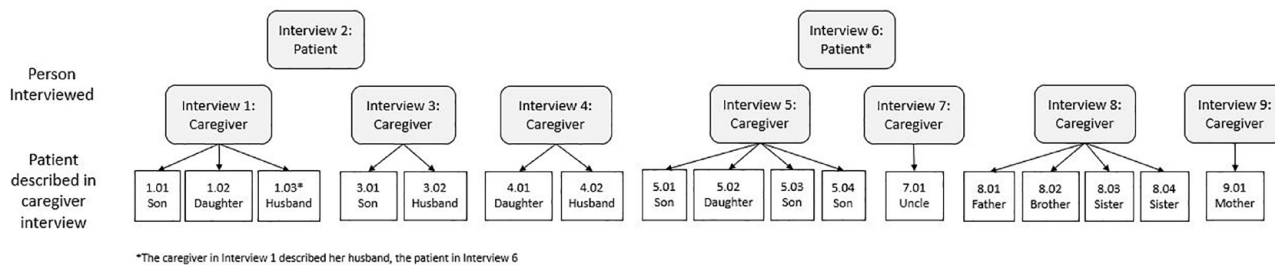 Interview 2:
Patient
Interview 6:
Patient*
Person
Interviewed
Interview 1:
Caregiver
Interview 3:
Caregiver
Interview 4:
Caregiver
Interview 5:
Caregiver
Interview 7:
Caregiver
Interview 8:
Caregiver
Interview 9:
Caregiver
Patient
described in
caregiver
interview
1.01
Son
1.02
Daughter
1.03*
Husband
3.01
Son
3.02
Husband
4.01
Daughter
4.02
Husband
5.01
Son
5.02
Daughter
5.03
Son
5.04
Son
7.01
Uncle
8.01
Father
8.02
Brother
8.03
Sister
8.04
Sister
9.01
Mother
*The caregiver in Interview 1 described her husband, the patient in Interview 6